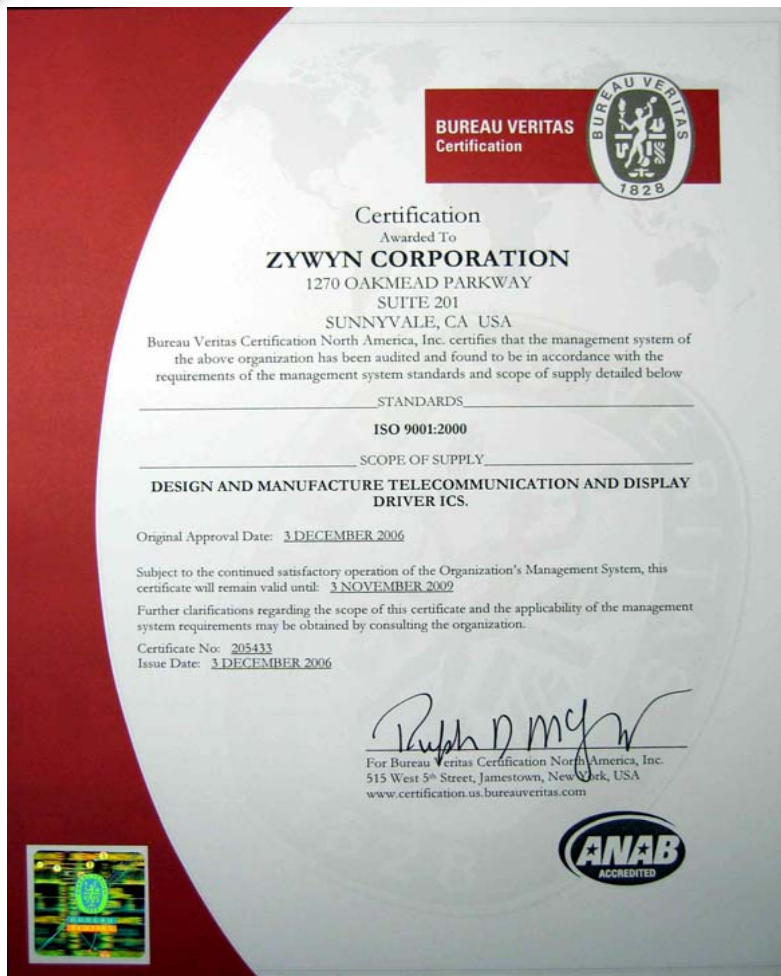 BUREAU VERITAS
Certification
BUREAU VERITAS
1828
Certification
Awarded To
ZYWYN CORPORATION
1270 OAKMEAD PARKWAY
SUITE 201
SUNNYVALE, CA USA
Bureau Veritas Certification North America, Inc. certifies that the management system of
the above organization has been audited and found to be in accordance with the
requirements of the management system standards and scope of supply detailed below
STANDARDS
ISO 9001:2000
SCOPE OF SUPPLY
DESIGN AND MANUFACTURE TELECOMMUNICATION AND DISPLAY
DRIVER ICS.
Original Approval Date: 3 DECEMBER 2006
Subject to the continued satisfactory operation of the Organization's Management System, this
certificate will remain valid until: 3 NOVEMBER 2009
Further clarifications regarding the scope of this certificate and the applicability of the management
system requirements may be obtained by consulting the organization.
Certificate No: 205433
Issue Date: 3 DECEMBER 2006
Ralph D
For Bureau Veritas Certification North America, Inc.
515 West 5th Street, Jamestown, New York, USA
www.certification.us.bureauveritas.com
ANAB
ACCREDITED
BUREAU
VERITAS